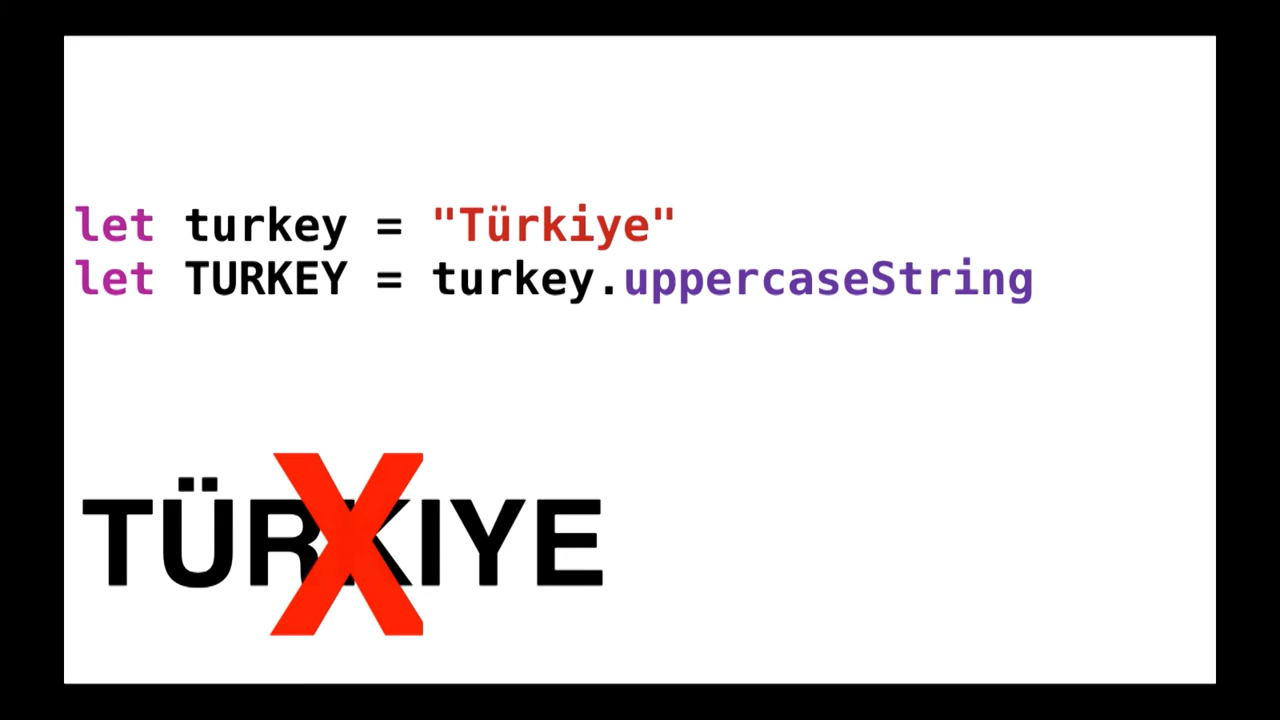 let turkey = "Türkiye"
let TURKEY = turkey.uppercaseString
TÜRKIYE
X